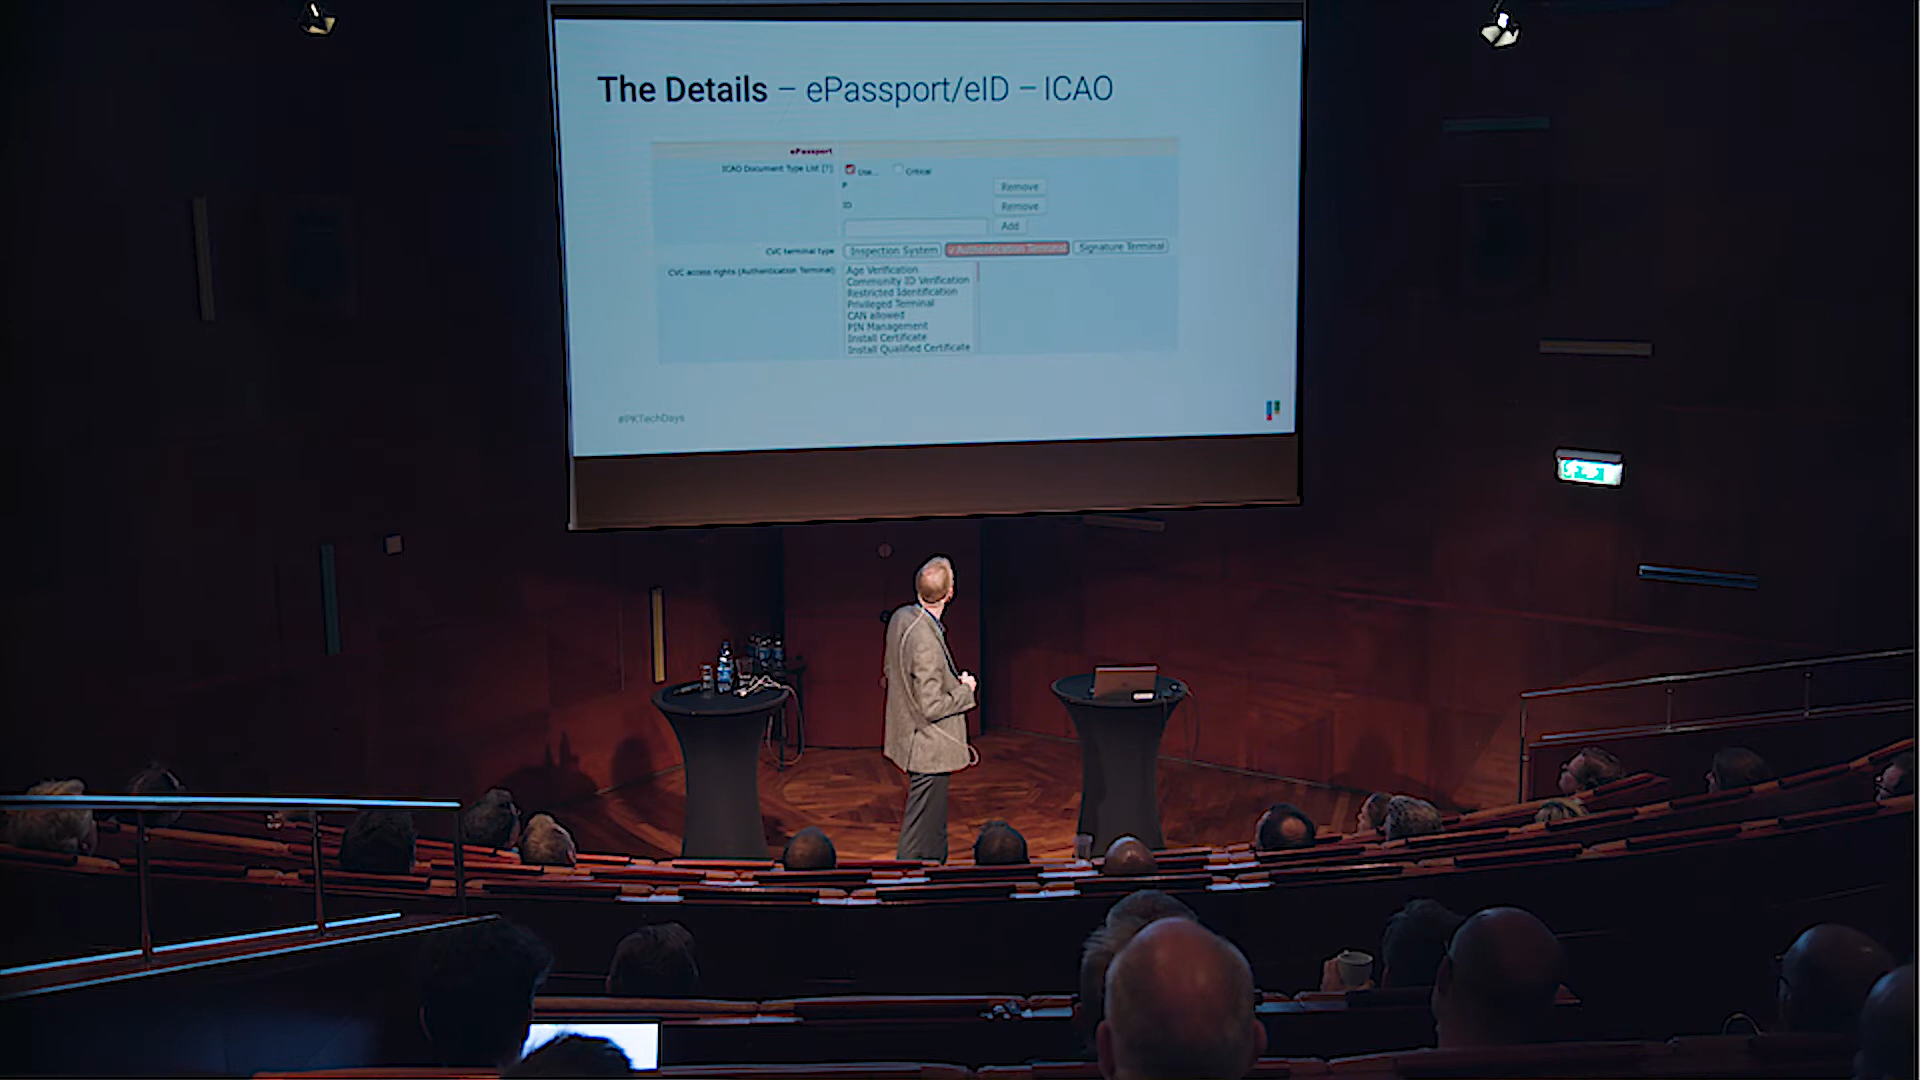 The Details – ePassport/eID – ICAO
ePassport
ICAO Document Type List [?] Use... Critical
P Remove
ID Remove
Add
CVC terminal type Inspection System ✓ Authentication Terminal Signature Terminal
CVC access rights (Authentication Terminal) Age Verification
Community ID Verification
Restricted Identification
Privileged Terminal
CAN allowed
PIN Management
Install Certificate
Install Qualified Certificate
#PKTechDays